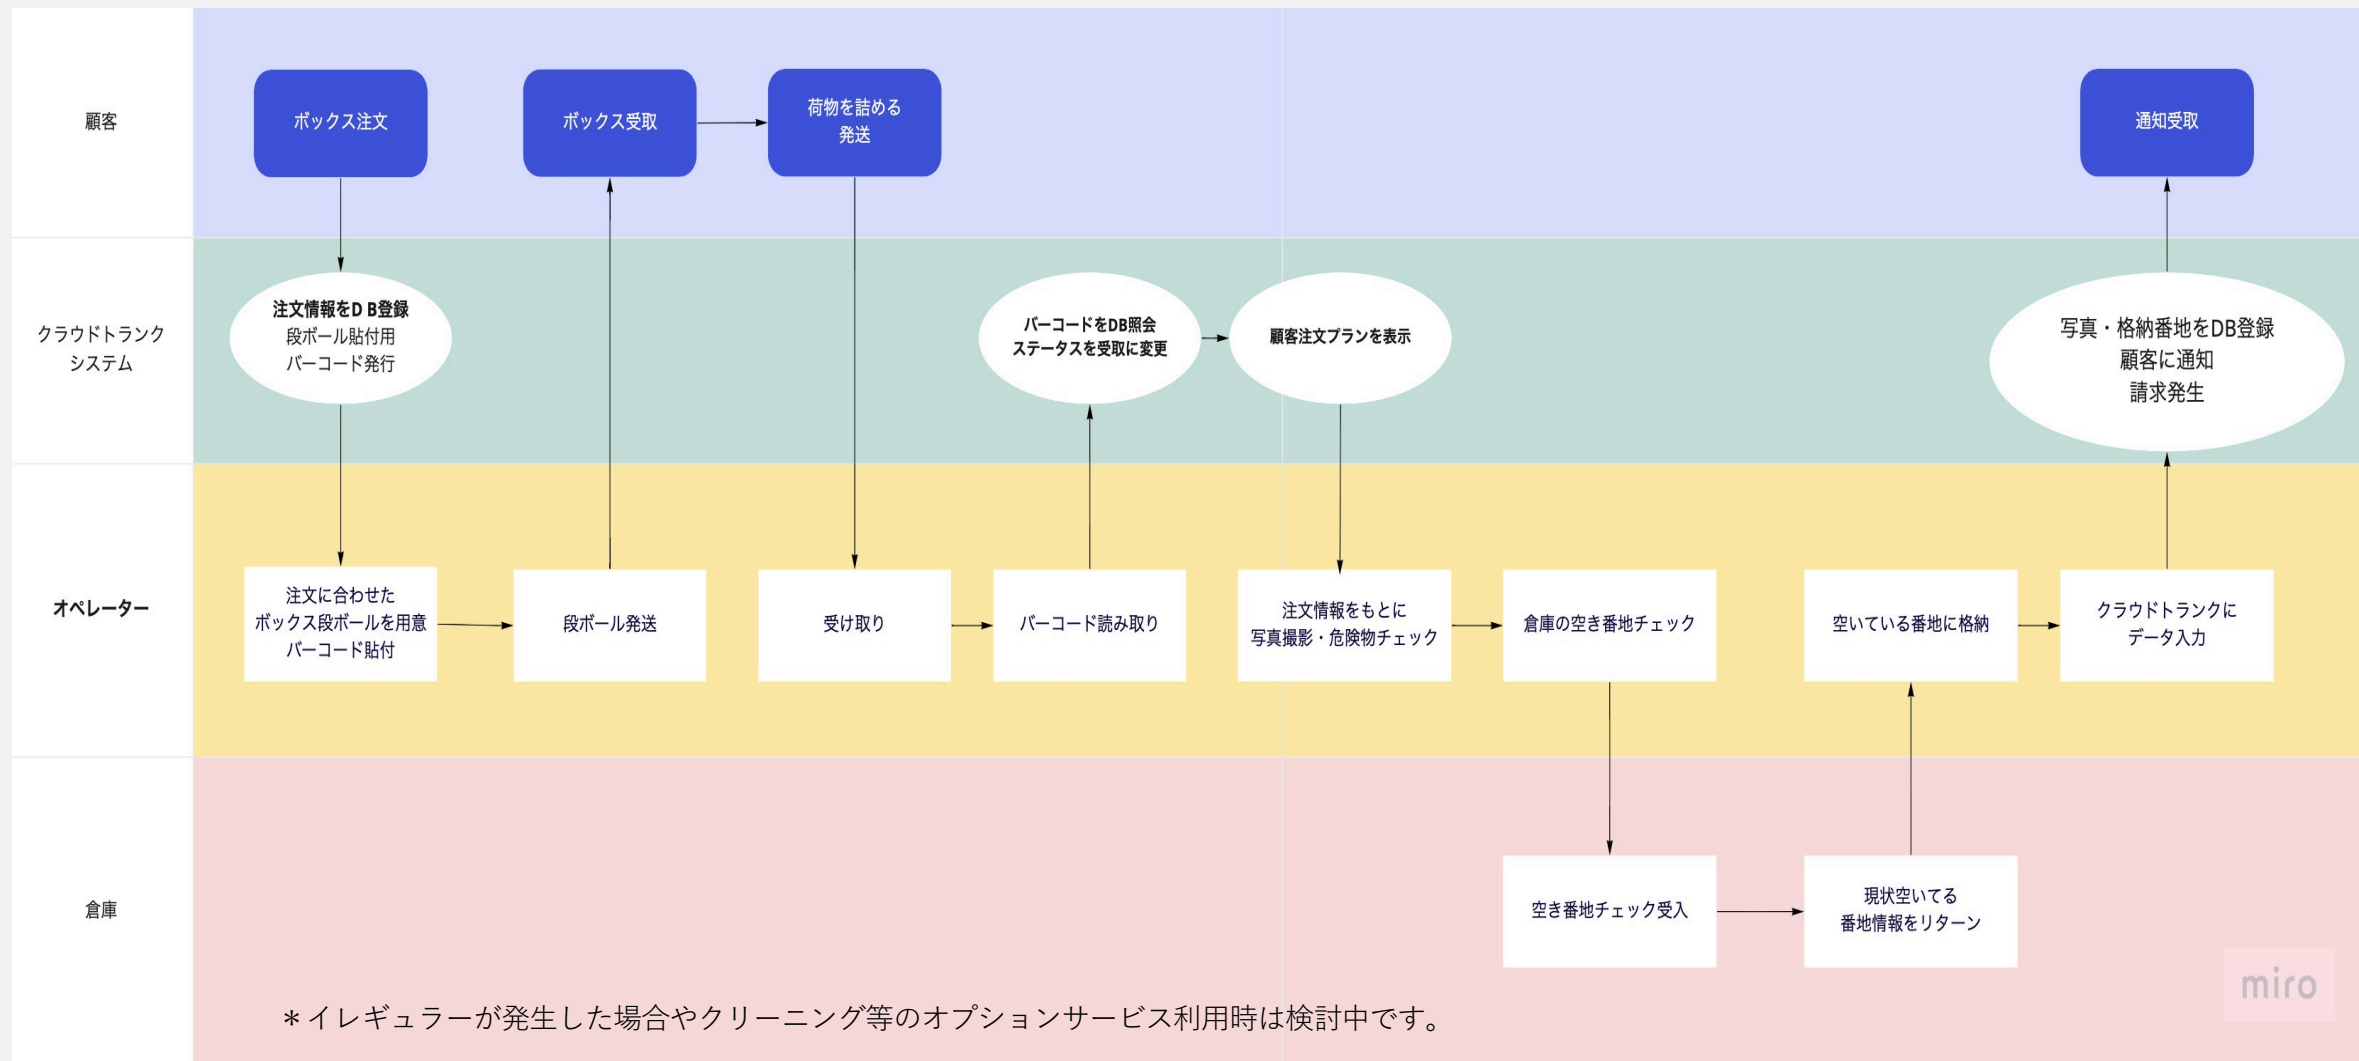 顧客
ボックス注文
ボックス受取
荷物を詰める
発送
通知受取
クラウドトランク
システム
注文情報をD B登録
段ボール貼付用
バーコード発行
バーコードをDB照会
ステータスを受取に変更
顧客注文プランを表示
写真・格納番地をDB登録
顧客に通知
請求発生
オペレーター
注文に合わせた
ボックス段ボールを用意
バーコード貼付
段ボール発送
受け取り
バーコード読み取り
注文情報をもとに
写真撮影・危険物チェック
倉庫の空き番地チェック
空いている番地に格納
クラウドトランクに
データ入力
倉庫
空き番地チェック受入
現状空いてる
番地情報をリターン
miro
＊イレギュラーが発生した場合やクリーニング等のオプションサービス利用時は検討中です。